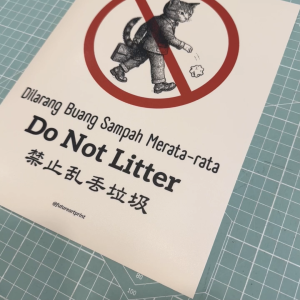 Dilarang Buang Sampah Merata-rata
Do Not Litter
禁止乱丢垃圾